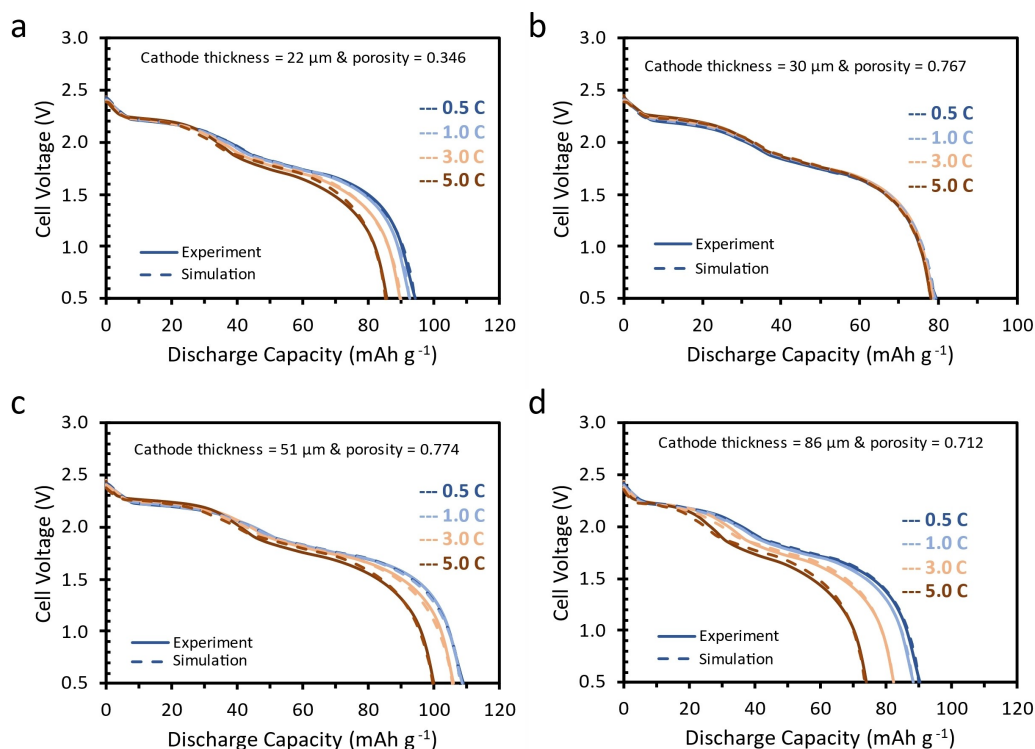 a
Cathode thickness = 22 µm & porosity = 0.346
3.0
2.5
2.0
1.5
1.0
0.5
Cell Voltage (V)
--- 0.5 C
--- 1.0 C
--- 3.0 C
--- 5.0 C
Experiment
Simulation
0 20 40 60 80 100 120
Discharge Capacity (mAh g⁻¹)
b
Cathode thickness = 30 µm & porosity = 0.767
3.0
2.5
2.0
1.5
1.0
0.5
Cell Voltage (V)
--- 0.5 C
--- 1.0 C
--- 3.0 C
--- 5.0 C
Experiment
Simulation
0 20 40 60 80 100
Discharge Capacity (mAh g⁻¹)
c
Cathode thickness = 51 µm & porosity = 0.774
3.0
2.5
2.0
1.5
1.0
0.5
Cell Voltage (V)
--- 0.5 C
--- 1.0 C
--- 3.0 C
--- 5.0 C
Experiment
Simulation
0 20 40 60 80 100 120
Discharge Capacity (mAh g⁻¹)
d
Cathode thickness = 86 µm & porosity = 0.712
3.0
2.5
2.0
1.5
1.0
0.5
Cell Voltage (V)
--- 0.5 C
--- 1.0 C
--- 3.0 C
--- 5.0 C
Experiment
Simulation
0 20 40 60 80 100 120
Discharge Capacity (mAh g⁻¹)